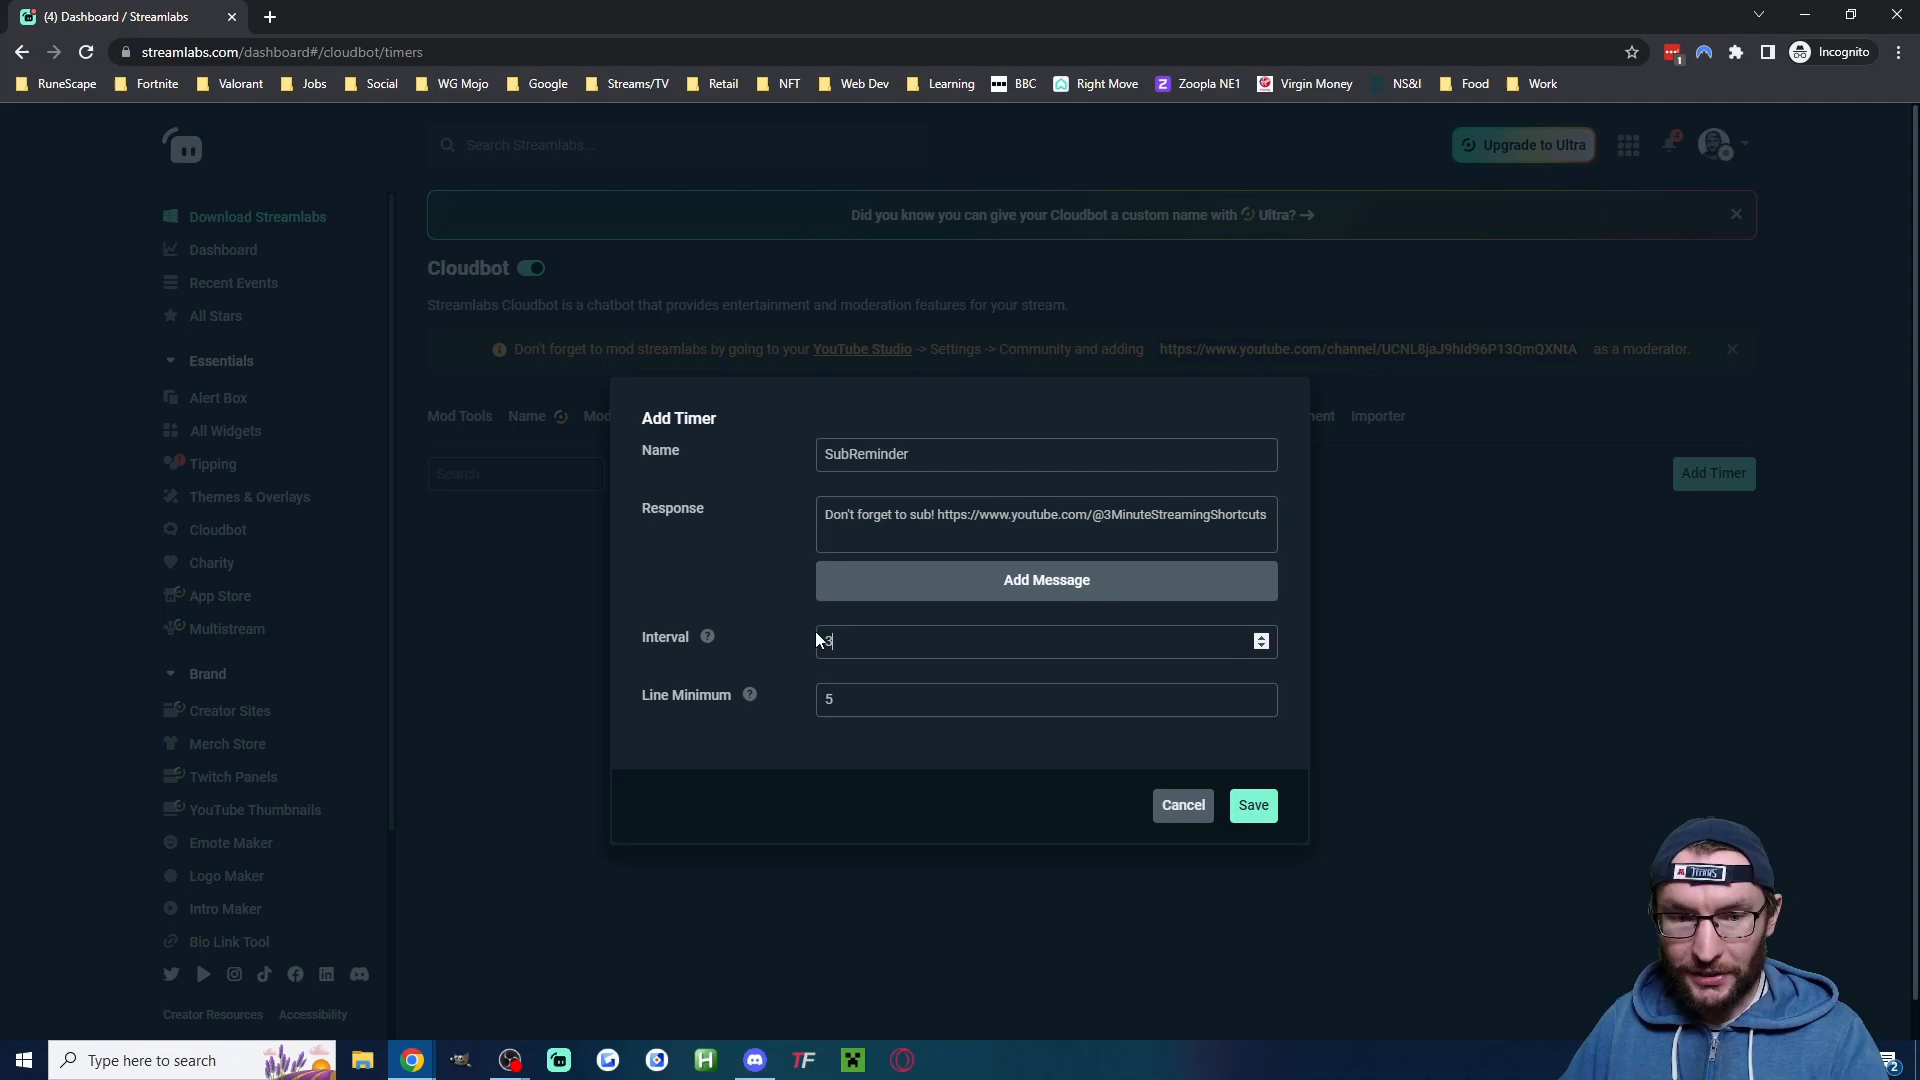 (4) Dashboard / Streamlabs
streamlabs.com/dashboard#/cloudbot/timers
1
Incognito
RuneScape Fortnite Valorant Jobs Social WG Mojo Google Streams/TV Retail NFT Web Dev Learning BBC Right Move Zoopla NE1 Virgin Money NS&I Food Work
Search Streamlabs...
Upgrade to Ultra
Download Streamlabs
Dashboard
Recent Events
All Stars
Essentials
Alert Box
All Widgets
Tipping
Themes & Overlays
Cloudbot
Charity
App Store
Multistream
Brand
Creator Sites
Merch Store
Twitch Panels
YouTube Thumbnails
Emote Maker
Logo Maker
Intro Maker
Bio Link Tool
Creator Resources Accessibility
Did you know you can give your Cloudbot a custom name with Ultra?
Cloudbot
Streamlabs Cloudbot is a chatbot that provides entertainment and moderation features for your stream.
Don't forget to mod streamlabs by going to your YouTube Studio -> Settings -> Community and adding https://www.youtube.com/channel/UCNL8jaJ9hId96P13QmQXNtA as a moderator.
Mod Tools Name Mod
ment Importer
Search
Add Timer
Add Timer
Name
SubReminder
Response
Don't forget to sub! https://www.youtube.com/@3MinuteStreamingShortcuts
Add Message
Interval ?
3
Line Minimum ?
5
Cancel Save
TITANS
Type here to search
TF
2